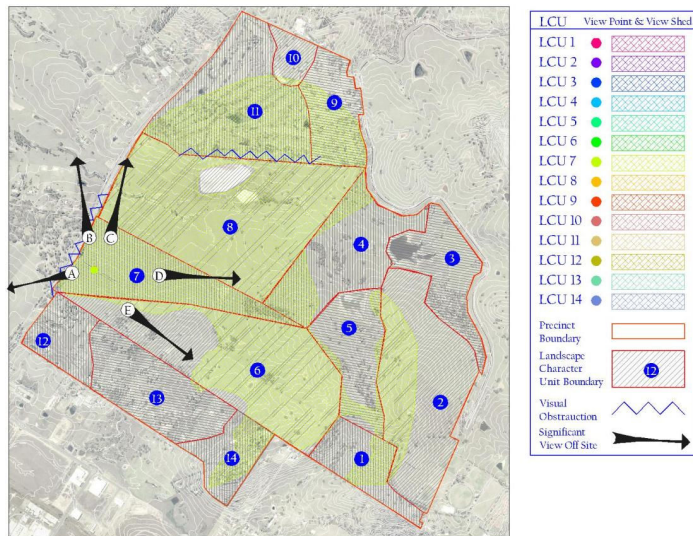 10
9
11
8
B
C
A
7
D
E
4
3
5
12
13
6
2
14
1
LCU View Point & View Shed
LCU 1
LCU 2
LCU 3
LCU 4
LCU 5
LCU 6
LCU 7
LCU 8
LCU 9
LCU 10
LCU 11
LCU 12
LCU 13
LCU 14
Precinct
Boundary
Landscape
Character
Unit Boundary
12
Visual
Obstrauction
Significant
View Off Site